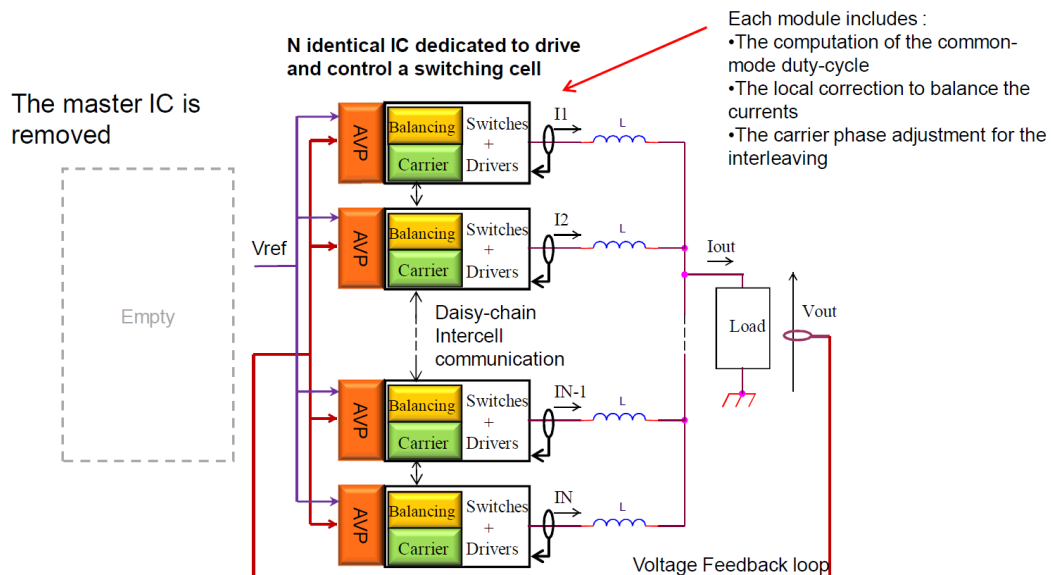 Each module includes :
•The computation of the common-
mode duty-cycle
•The local correction to balance the
currents
•The carrier phase adjustment for the
interleaving
N identical IC dedicated to drive
and control a switching cell
The master IC is
removed
Empty
Vref
AVP
Balancing
Carrier
Switches
+
Drivers
I1
L
AVP
Balancing
Carrier
Switches
+
Drivers
I2
L
Iout
Load
Vout
Daisy-chain
Intercell
communication
AVP
Balancing
Carrier
Switches
+
Drivers
IN-1
L
AVP
Balancing
Carrier
Switches
+
Drivers
IN
L
Voltage Feedback loop